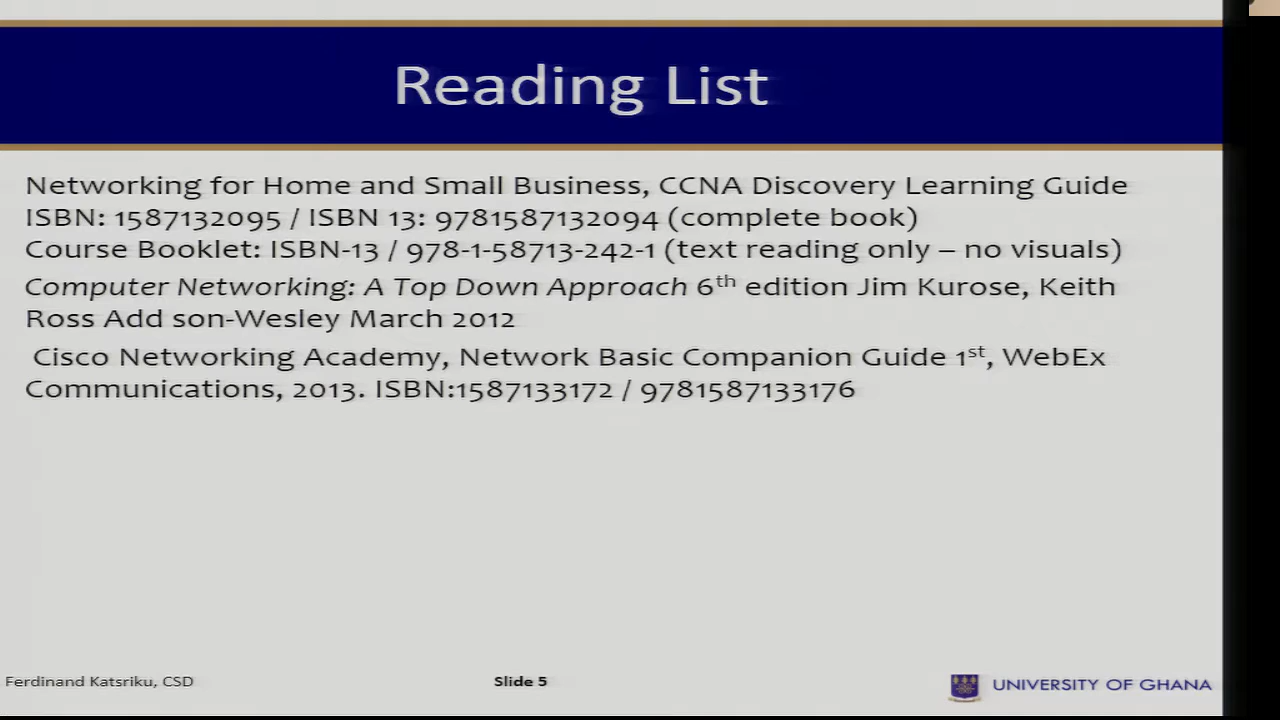 Reading List
Networking for Home and Small Business, CCNA Discovery Learning Guide
ISBN: 1587132095 / ISBN 13: 9781587132094 (complete book)
Course Booklet: ISBN-13 / 978-1-58713-242-1 (text reading only – no visuals)
Computer Networking: A Top Down Approach 6th edition Jim Kurose, Keith
Ross Add son-Wesley March 2012
Cisco Networking Academy, Network Basic Companion Guide 1st, WebEx
Communications, 2013. ISBN:1587133172 / 9781587133176
Ferdinand Katsriku, CSD
Slide 5
UNIVERSITY OF GHANA